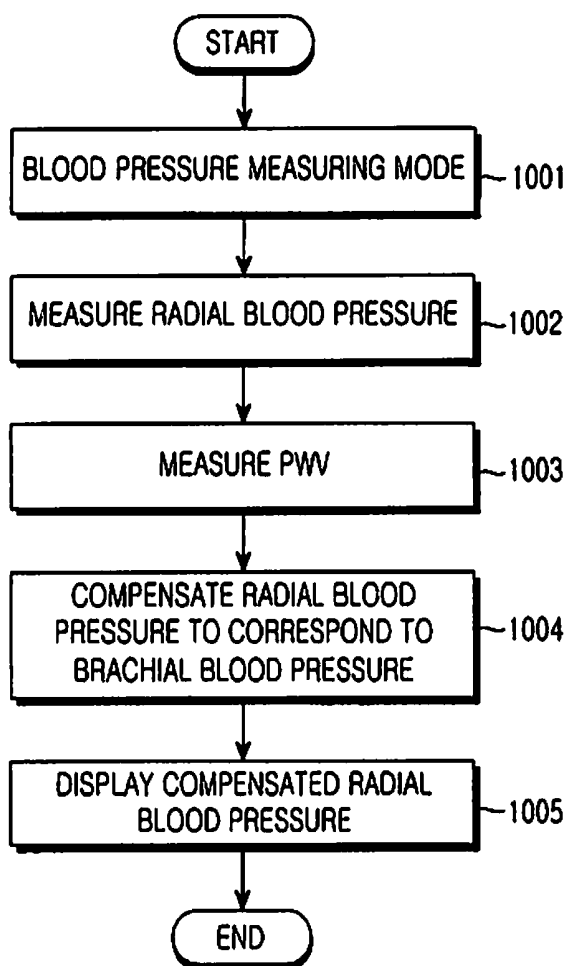 START
BLOOD PRESSURE MEASURING MODE
1001
MEASURE RADIAL BLOOD PRESSURE
1002
MEASURE PWV
1003
COMPENSATE RADIAL BLOOD
PRESSURE TO CORRESPOND TO
BRACHIAL BLOOD PRESSURE
1004
DISPLAY COMPENSATED RADIAL
BLOOD PRESSURE
1005
END